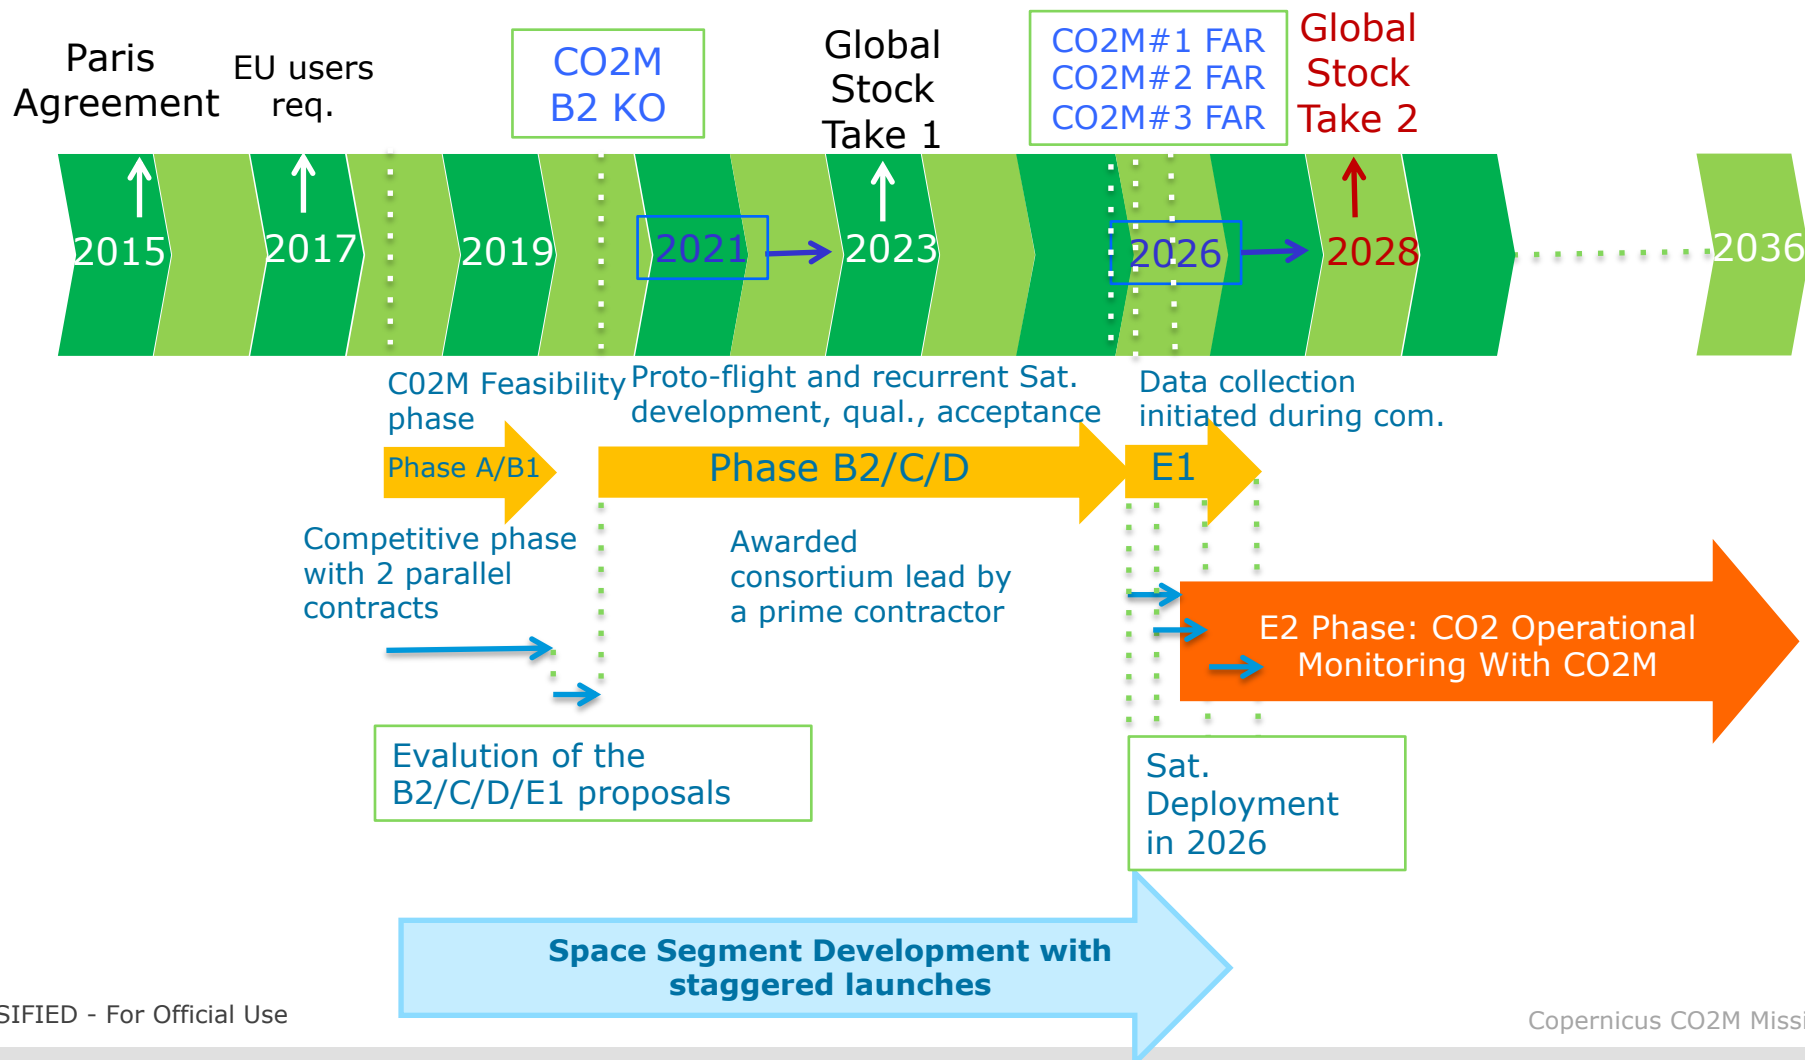 Paris
Agreement
EU users
req.
CO2M
B2 KO
Global
Stock
Take 1
CO2M#1 FAR
CO2M#2 FAR
CO2M#3 FAR
Global
Stock
Take 2
2015
2017
2019
2021
2023
2026
2028
2036
C02M Feasibility
phase
Proto-flight and recurrent Sat.
development, qual., acceptance
Data collection
initiated during com.
Phase A/B1
Phase B2/C/D
E1
Competitive phase
with 2 parallel
contracts
Awarded
consortium lead by
a prime contractor
E2 Phase: CO2 Operational
Monitoring With CO2M
Evalution of the
B2/C/D/E1 proposals
Sat.
Deployment
in 2026
Space Segment Development with
staggered launches
SIFIED - For Official Use
Copernicus CO2M Missi